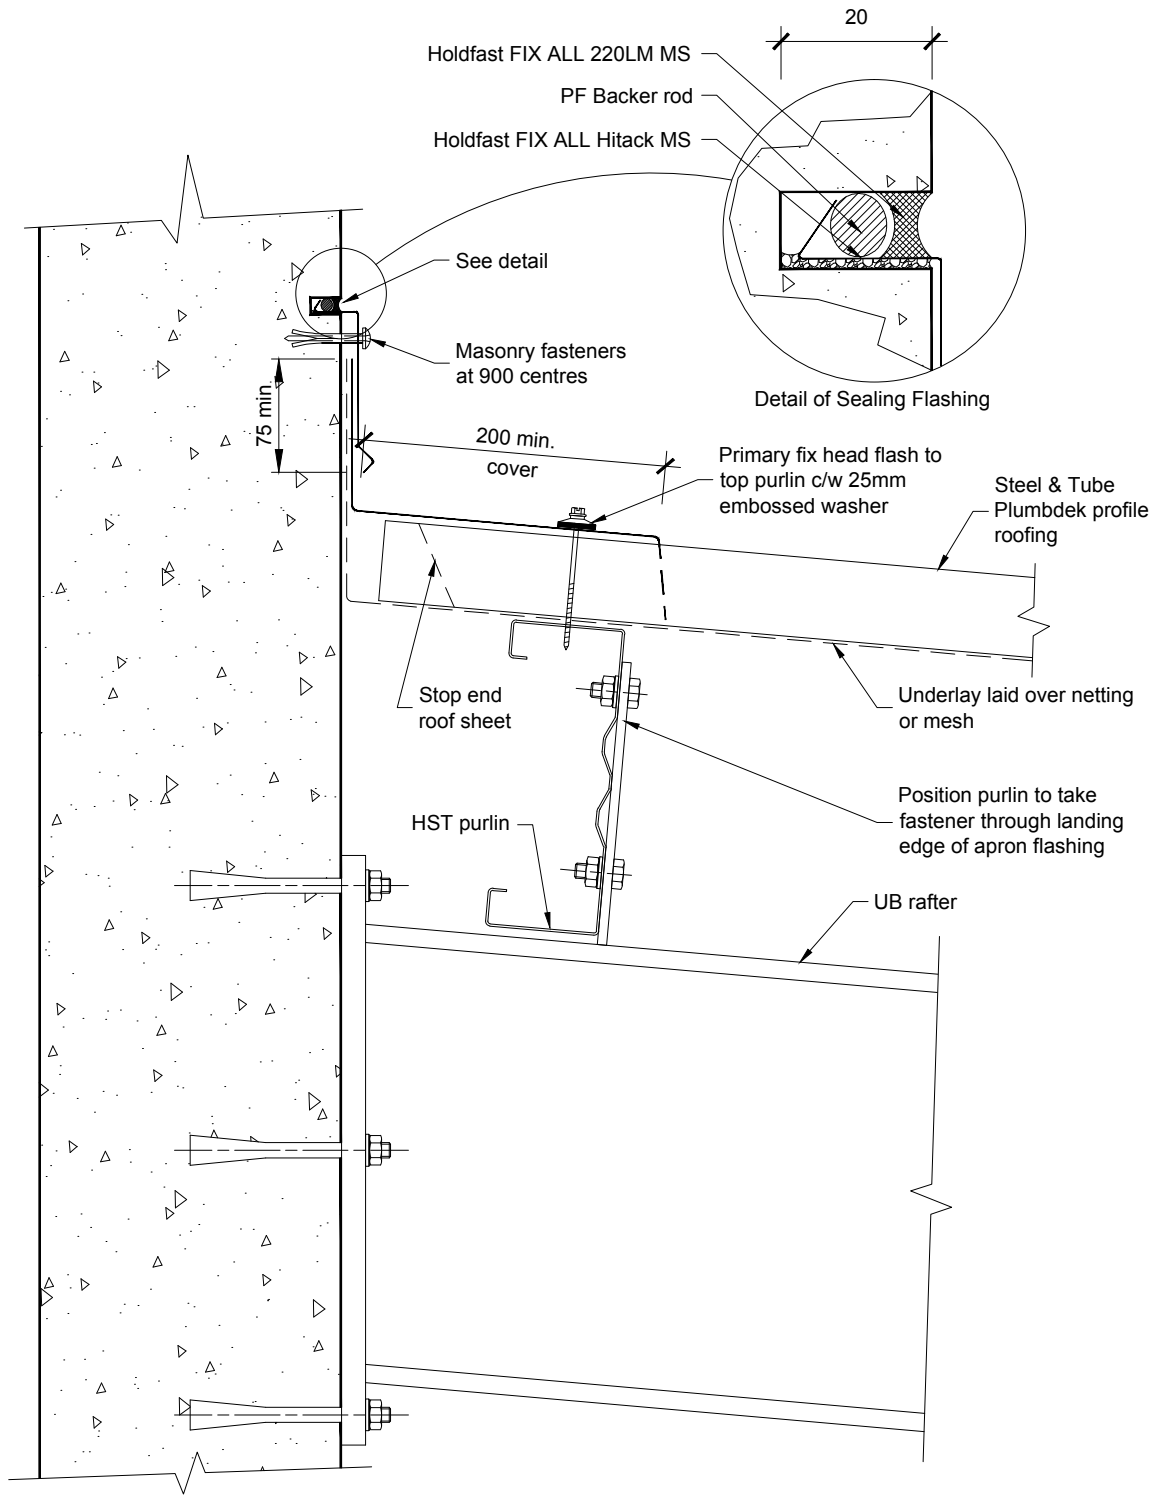 20
Holdfast FIX ALL 220LM MS
PF Backer rod
Holdfast FIX ALL Hitack MS
See detail
Masonry fasteners
at 900 centres
Detail of Sealing Flashing
75 min.
200 min.
cover
Primary fix head flash to
top purlin c/w 25mm
embossed washer
Steel & Tube
Plumbdek profile
roofing
Stop end
roof sheet
Underlay laid over netting
or mesh
HST purlin
Position purlin to take
fastener through landing
edge of apron flashing
UB rafter